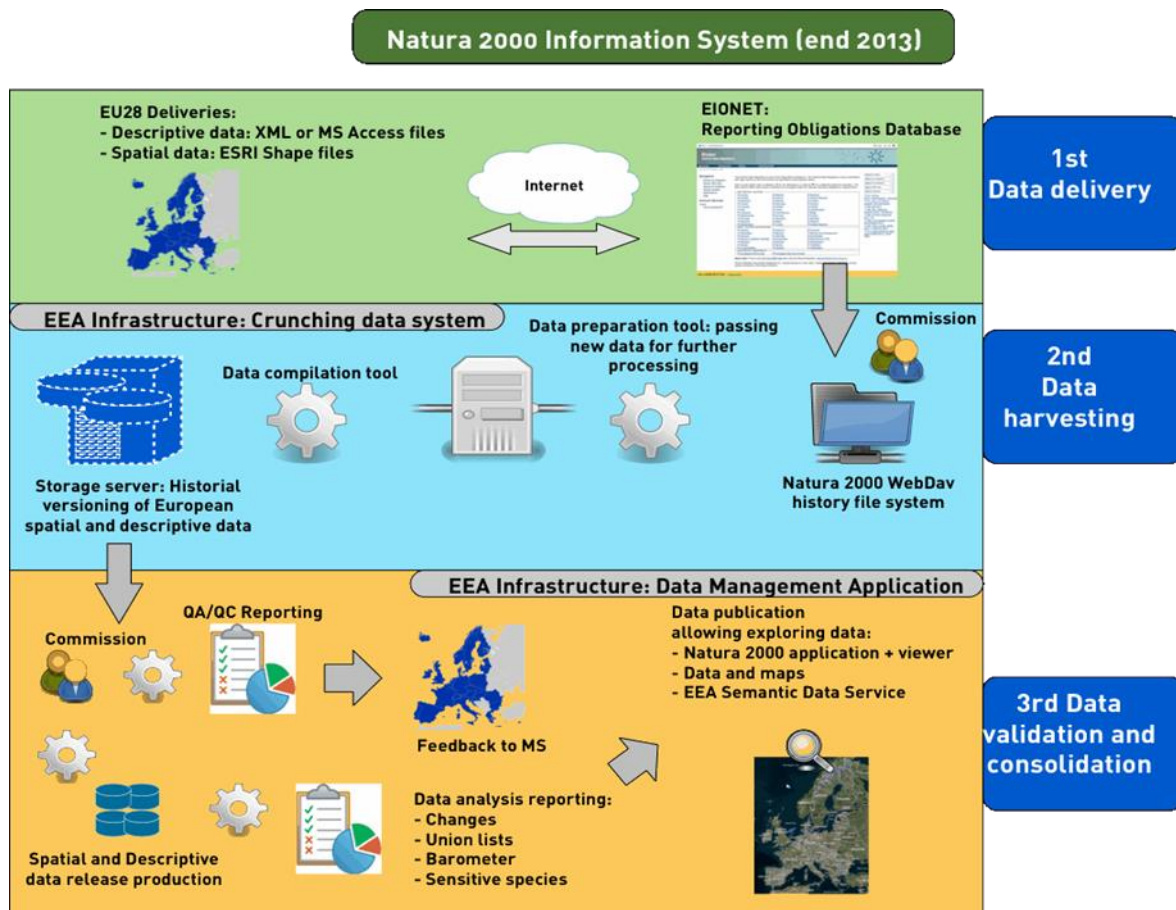 Natura 2000 Information System (end 2013)
EU28 Deliveries:
- Descriptive data: XML or MS Access files
- Spatial data: ESRI Shape files
Internet
EIONET:
Reporting Obligations Database
1st
Data delivery
EEA Infrastructure: Crunching data system
Data compilation tool
Data preparation tool: passing
new data for further
processing
Commission
Storage server: Historial
versioning of European
spatial and descriptive data
Natura 2000 WebDav
history file system
2nd
Data
harvesting
EEA Infrastructure: Data Management Application
Commission
QA/QC Reporting
Feedback to MS
Data publication
allowing exploring data:
- Natura 2000 application + viewer
- Data and maps
- EEA Semantic Data Service
Spatial and Descriptive
data release production
Data analysis reporting:
- Changes
- Union lists
- Barometer
- Sensitive species
3rd Data
validation and
consolidation